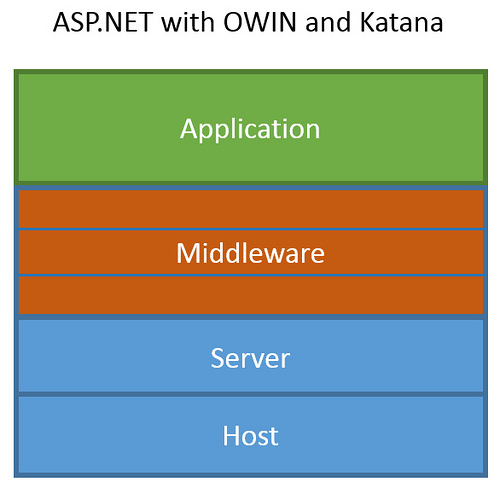 ASP.NET with OWIN and Katana
Application
Middleware
Server
Host